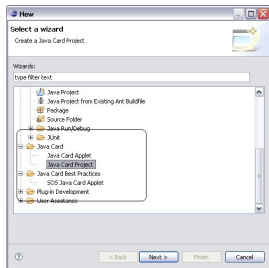 New
Select a wizard
Create a Java Card Project
Wizards:
type filter text
Java Project
Java Project from Existing Ant Buildfile
Package
Source Folder
Java Run/Debug
JUnit
Java Card
Java Card Applet
Java Card Project
Java Card Best Practices
SOS Java Card Applet
Plug-in Development
User Assistance
?
< Back
Next >
Finish
Cancel